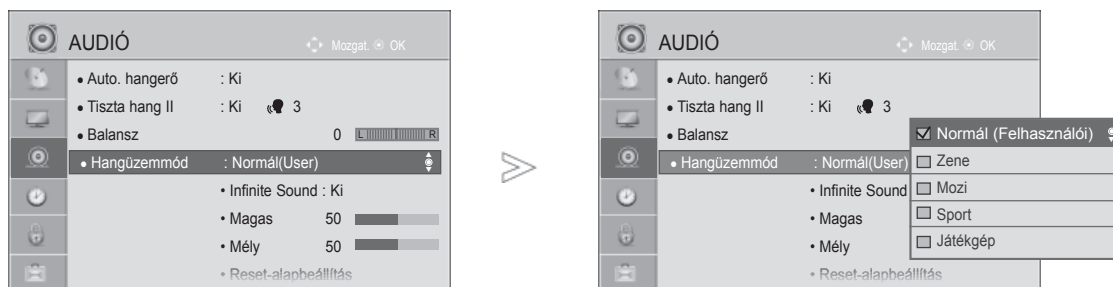 AUDIÓ Mozgat. OK
• Auto. hangerő : Ki
• Tiszta hang II : Ki 3
• Balansz 0 L R
• Hangüzemmód : Normál(User)
• Infinite Sound : Ki
• Magas 50
• Mély 50
• Reset-alapbeállítás
AUDIÓ Mozgat. OK
• Auto. hangerő : Ki
• Tiszta hang II : Ki 3
• Balansz
• Hangüzemmód : Normál(User)
• Infinite Sound
• Magas
• Mély
• Reset-alapbeállítás
Normál (Felhasználói)
Zene
Mozi
Sport
Játékgép